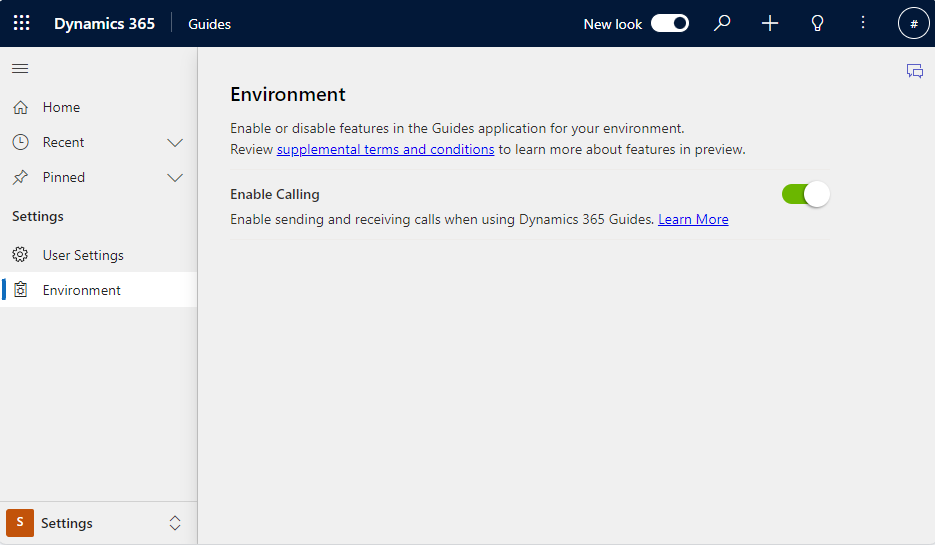 Dynamics 365
Guides
New look
#
Home
Recent
Pinned
Settings
User Settings
Environment
S
Settings
Environment
Enable or disable features in the Guides application for your environment.
Review supplemental terms and conditions to learn more about features in preview.
Enable Calling
Enable sending and receiving calls when using Dynamics 365 Guides. Learn More